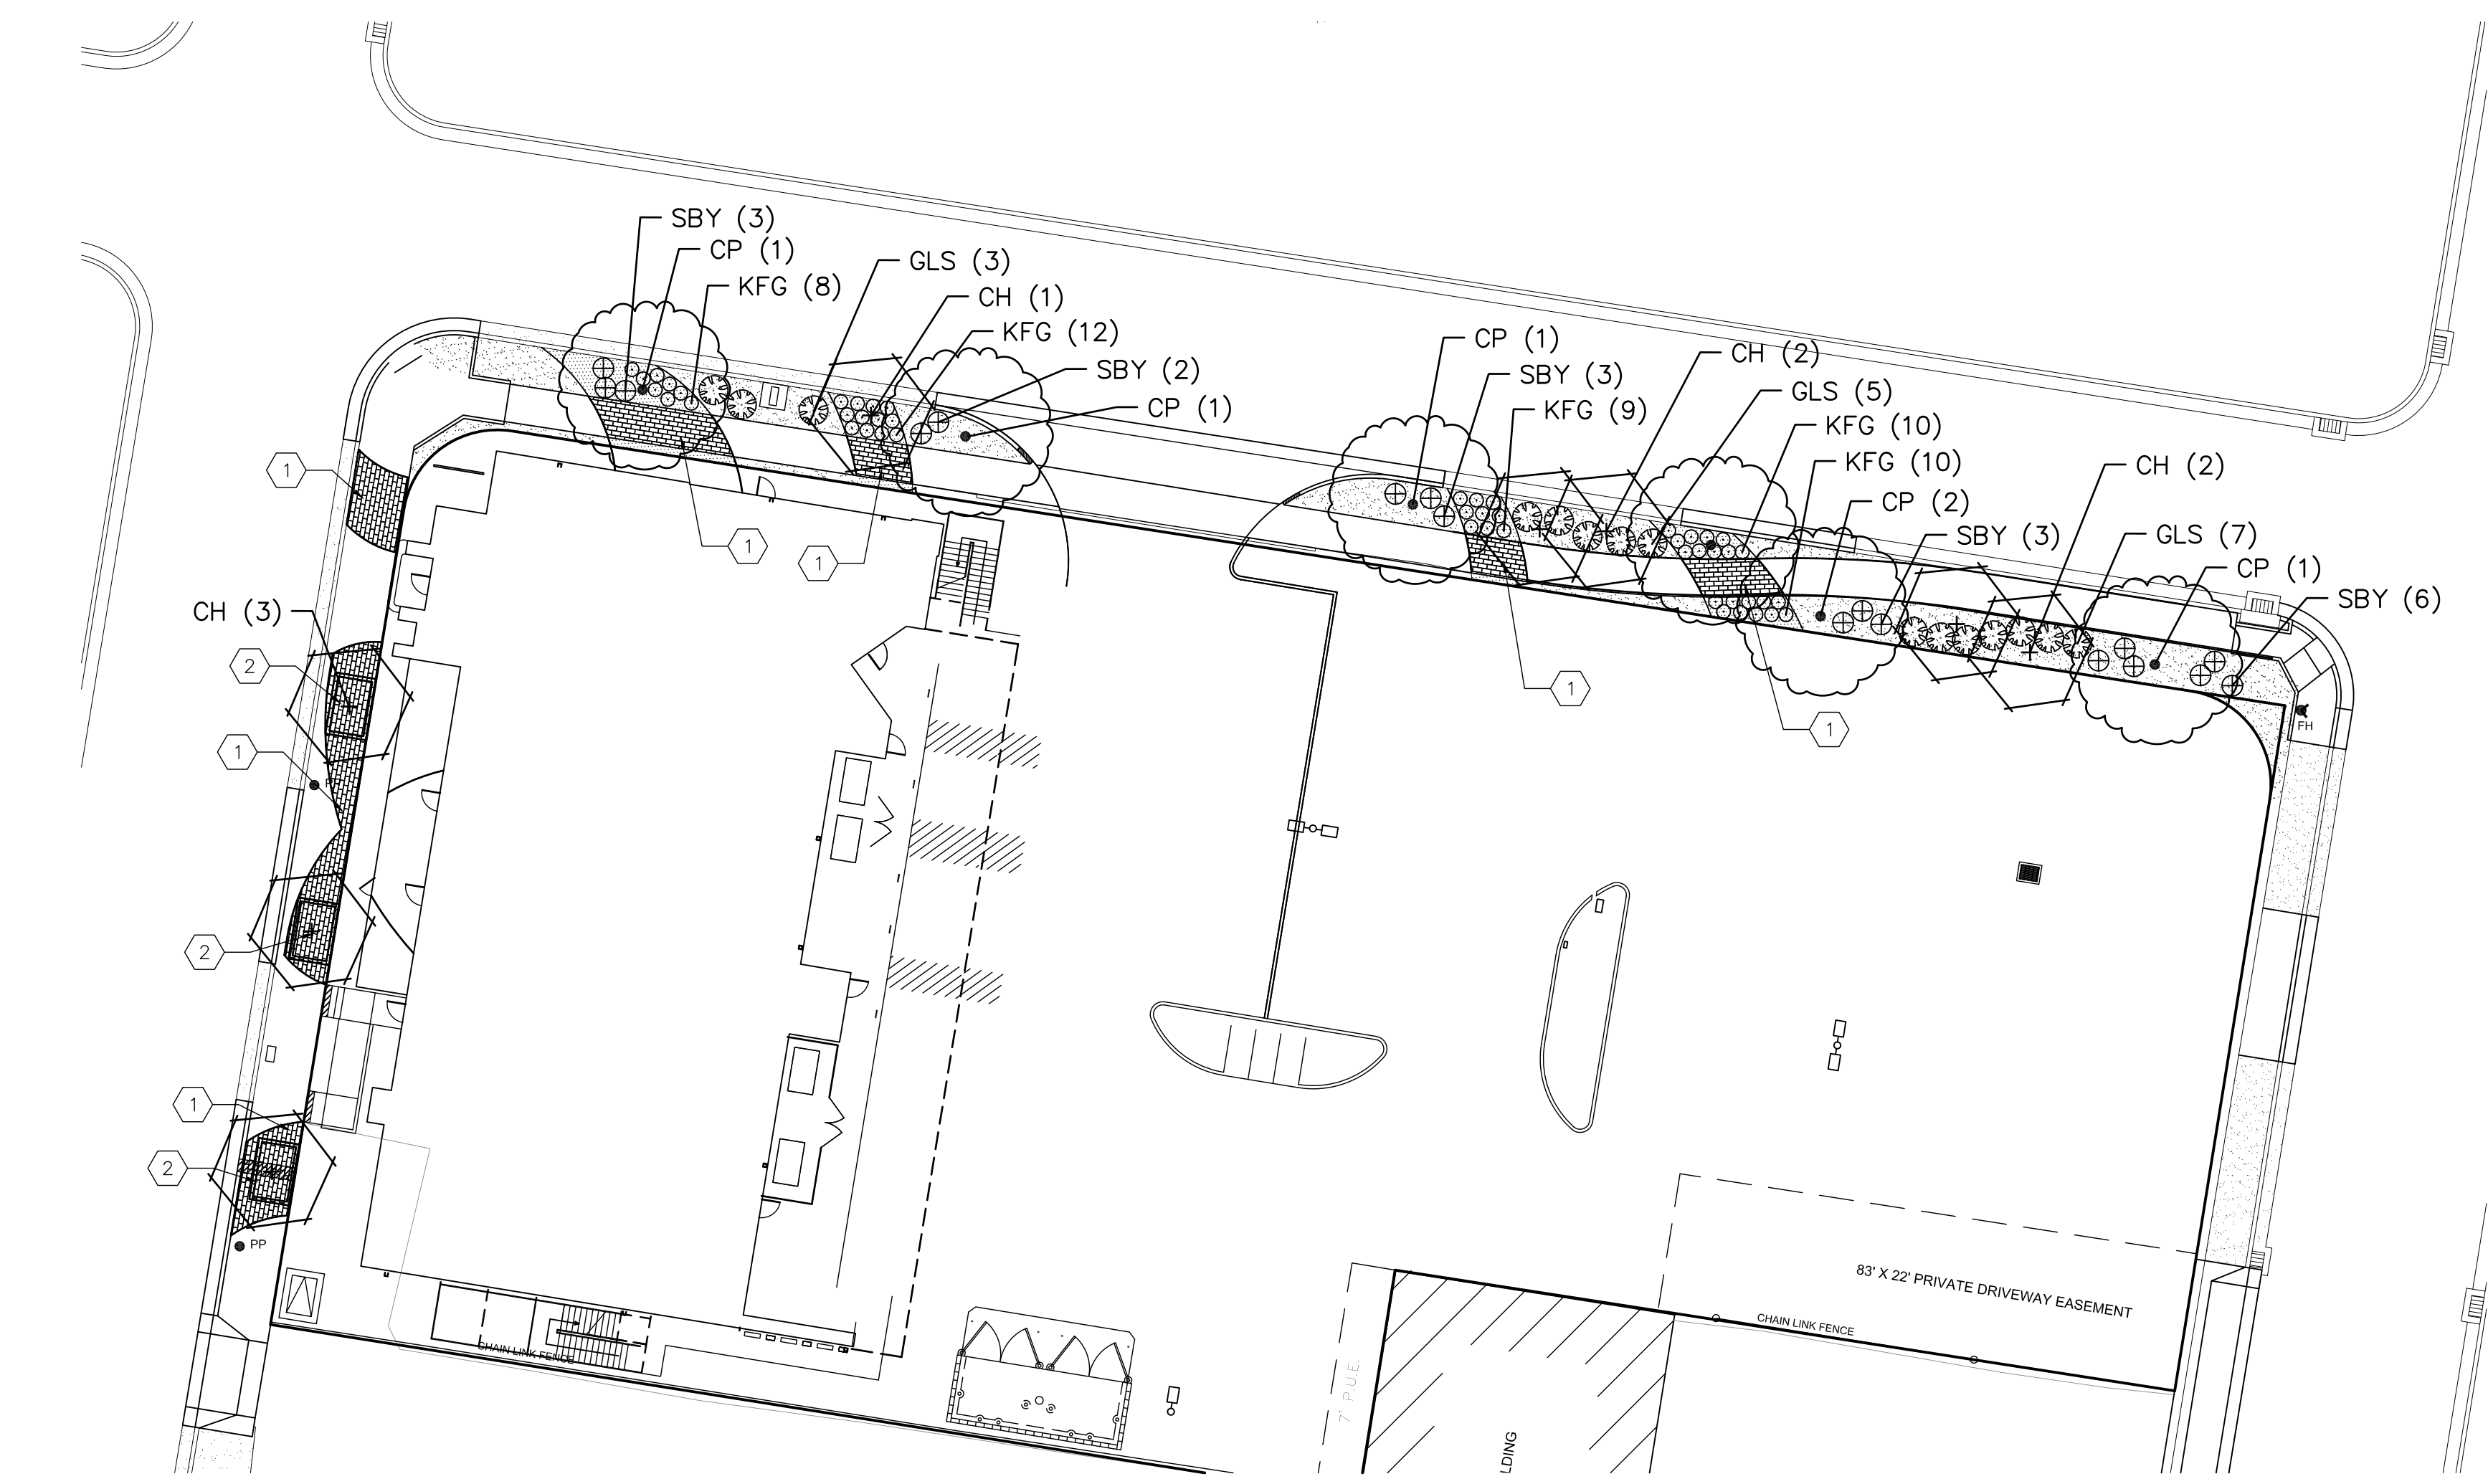 SBY (3)
CP (1)
KFG (8)
GLS (3)
CH (1)
KFG (12)
SBY (2)
CP (1)
CP (1)
SBY (3)
KFG (9)
CH (2)
GLS (5)
KFG (10)
KFG (10)
CP (2)
SBY (3)
CH (2)
GLS (7)
CP (1)
SBY (6)
1
1
1
CH (3)
2
1
1
1
FH
2
1
2
PP
83' X 22' PRIVATE DRIVEWAY EASEMENT
CHAIN LINK FENCE
CHAIN LINK FENCE
7' P.U.E.
LDING